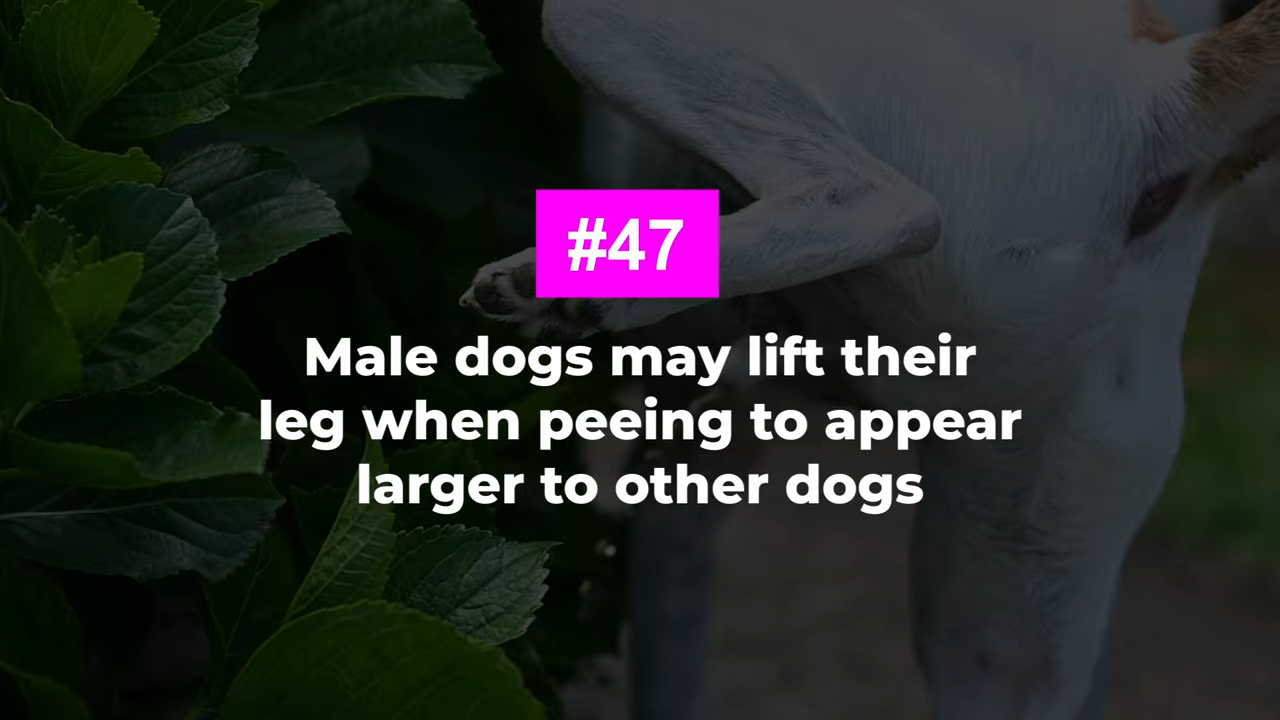 #47
Male dogs may lift their
leg when peeing to appear
larger to other dogs